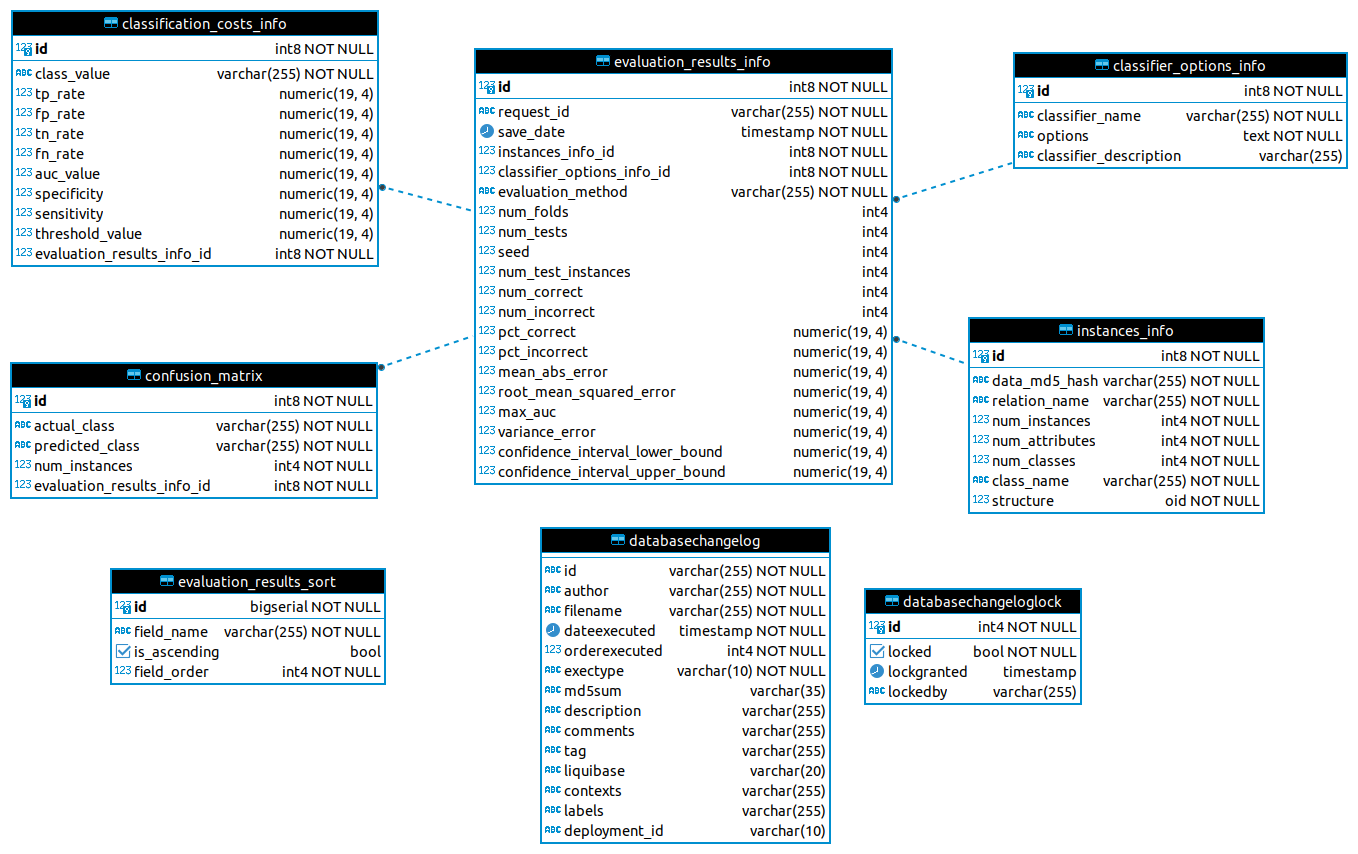 classification_costs_info
id int8 NOT NULL
class_value varchar(255) NOT NULL
tp_rate numeric(19, 4)
fp_rate numeric(19, 4)
tn_rate numeric(19, 4)
fn_rate numeric(19, 4)
auc_value numeric(19, 4)
specificity numeric(19, 4)
sensitivity numeric(19, 4)
threshold_value numeric(19, 4)
evaluation_results_info_id int8 NOT NULL
evaluation_results_info
id int8 NOT NULL
request_id varchar(255) NOT NULL
save_date timestamp NOT NULL
instances_info_id int8 NOT NULL
classifier_options_info_id int8 NOT NULL
evaluation_method varchar(255) NOT NULL
num_folds int4
num_tests int4
seed int4
num_test_instances int4
num_correct int4
num_incorrect int4
pct_correct numeric(19, 4)
pct_incorrect numeric(19, 4)
mean_abs_error numeric(19, 4)
root_mean_squared_error numeric(19, 4)
max_auc numeric(19, 4)
variance_error numeric(19, 4)
confidence_interval_lower_bound numeric(19, 4)
confidence_interval_upper_bound numeric(19, 4)
classifier_options_info
id int8 NOT NULL
classifier_name varchar(255) NOT NULL
options text NOT NULL
classifier_description varchar(255)
confusion_matrix
id int8 NOT NULL
actual_class varchar(255) NOT NULL
predicted_class varchar(255) NOT NULL
num_instances int4 NOT NULL
evaluation_results_info_id int8 NOT NULL
instances_info
id int8 NOT NULL
data_md5_hash varchar(255) NOT NULL
relation_name varchar(255) NOT NULL
num_instances int4 NOT NULL
num_attributes int4 NOT NULL
num_classes int4 NOT NULL
class_name varchar(255) NOT NULL
structure oid NOT NULL
evaluation_results_sort
id bigserial NOT NULL
field_name varchar(255) NOT NULL
is_ascending bool
field_order int4 NOT NULL
databasechangelog
id varchar(255) NOT NULL
author varchar(255) NOT NULL
filename varchar(255) NOT NULL
dateexecuted timestamp NOT NULL
orderexecuted int4 NOT NULL
exectype varchar(10) NOT NULL
md5sum varchar(35)
description varchar(255)
comments varchar(255)
tag varchar(255)
liquibase varchar(20)
contexts varchar(255)
labels varchar(255)
deployment_id varchar(10)
databasechangeloglock
id int4 NOT NULL
locked bool NOT NULL
lockgranted timestamp
lockedby varchar(255)